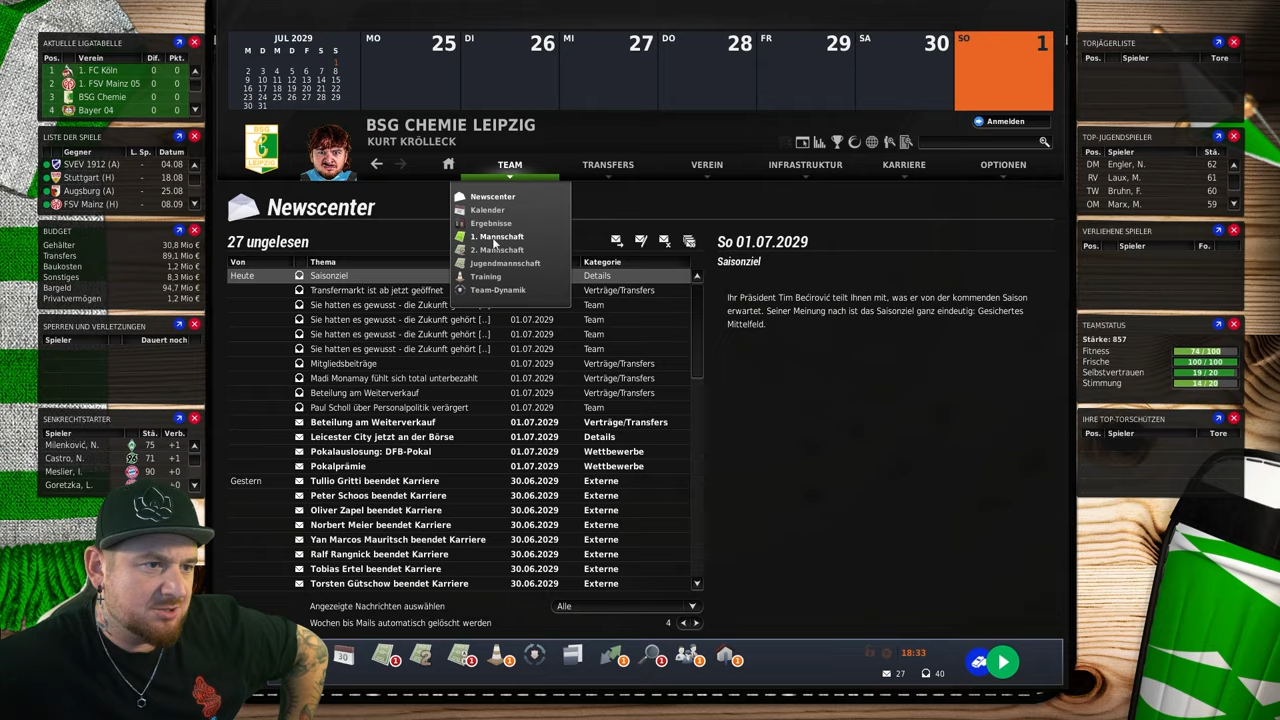 AKTUELLE LIGATABELLE
Pos. Verein Dif. Pkt.
1 1. FC Köln 0 0
2 1. FSV Mainz 05 0 0
3 BSG Chemie 0 0
4 Bayer 04 0 0
LISTE DER SPIELE
Gegner L. Sp. Datum
SVEV 1912 (A) - 04.08
Stuttgart (H) - 18.08
Augsburg (A) - 25.08
FSV Mainz (H) - 08.09
BUDGET
Gehälter 30,8 Mio €
Transfers 89,1 Mio €
Baukosten 1,2 Mio €
Sonstiges 8,3 Mio €
Bargeld 94,7 Mio €
Privatvermögen 1,2 Mio €
SPERREN UND VERLETZUNGEN
Spieler Dauert noch
SENKRECHTSTARTER
Spieler Stä. Verb.
Milenković, N. 75 +1
Castro, N. 71 +1
Meslier, I. 90 +0
Goretzka, L.
JUL 2029
M D M D F S S
1
2 3 4 5 6 7 8
9 10 11 12 13 14 15
16 17 18 19 20 21 22
23 24 25 26 27 28 29
30 31
MO 25
DI 26
MI 27
DO 28
FR 29
SA 30
SO 1
BSG
LEIPZIG
BSG CHEMIE LEIPZIG
KURT KRÖLLECK
Anmelden
TEAM TRANSFERS VEREIN INFRASTRUKTUR KARRIERE OPTIONEN
Newscenter
Kalender
Ergebnisse
1. Mannschaft
2. Mannschaft
Jugendmannschaft
Training
Team-Dynamik
Newscenter
27 ungelesen
Von Thema Kategorie
Heute Saisonziel Details
Transfermarkt ist ab jetzt geöffnet Verträge/Transfers
Sie hatten es gewusst - die Zukunft Team
Sie hatten es gewusst - die Zukunft gehört [..] 01.07.2029 Team
Sie hatten es gewusst - die Zukunft gehört [..] 01.07.2029 Team
Sie hatten es gewusst - die Zukunft gehört [..] 01.07.2029 Team
Mitgliedsbeiträge 01.07.2029 Verträge/Transfers
Madi Monamay fühlt sich total unterbezahlt 01.07.2029 Verträge/Transfers
Beteilung am Weiterverkauf 01.07.2029 Verträge/Transfers
Paul Scholl über Personalpolitik verärgert 01.07.2029 Team
Beteilung am Weiterverkauf 01.07.2029 Verträge/Transfers
Leicester City jetzt an der Börse 01.07.2029 Details
Pokalauslosung: DFB-Pokal 01.07.2029 Wettbewerbe
Pokalprämie 01.07.2029 Wettbewerbe
Gestern Tullio Gritti beendet Karriere 30.06.2029 Externe
Peter Schoos beendet Karriere 30.06.2029 Externe
Oliver Zapel beendet Karriere 30.06.2029 Externe
Norbert Meier beendet Karriere 30.06.2029 Externe
Yan Marcos Mauritsch beendet Karriere 30.06.2029 Externe
Ralf Rangnick beendet Karriere 30.06.2029 Externe
Tobias Ertel beendet Karriere 30.06.2029 Externe
Torsten Gütschow beendet Karriere 30.06.2029 Externe
Angezeigte Nachrichten auswählen Alle
Wochen bis Mails automatisch gelöscht werden 4
So 01.07.2029
Saisonziel
Ihr Präsident Tim Bećirović teilt Ihnen mit, was er von der kommenden Saison
erwartet. Seiner Meinung nach ist das Saisonziel ganz eindeutig: Gesichertes
Mittelfeld.
30 1 2 1 1 1 1 1 1
18:33
27 40
TORJÄGERLISTE
Pos. Spieler Tore
TOP-JUGENDSPIELER
Pos. Spieler Stä.
DM Engler, N. 62
RV Laux, M. 61
TW Bruhn, F. 60
OM Marx, M. 59
VERLIEHENE SPIELER
Pos. Spieler Fo.
TEAMSTATUS
Stärke: 857
Fitness 74 / 100
Frische 100 / 100
Selbstvertrauen 19 / 20
Stimmung 14 / 20
IHRE TOP-TORSCHÜTZEN
Pos. Spieler Tore